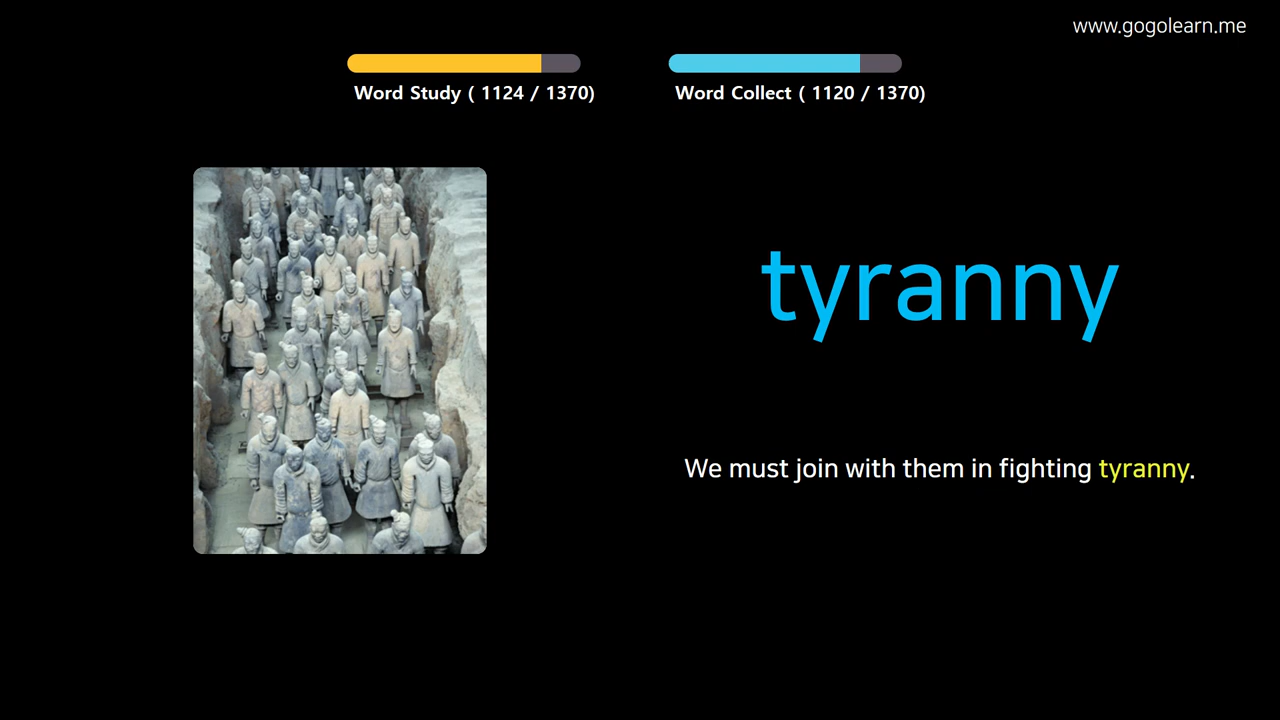 www.gogolearn.me
Word Study ( 1124 / 1370)
Word Collect ( 1120 / 1370)
tyranny
We must join with them in fighting tyranny.